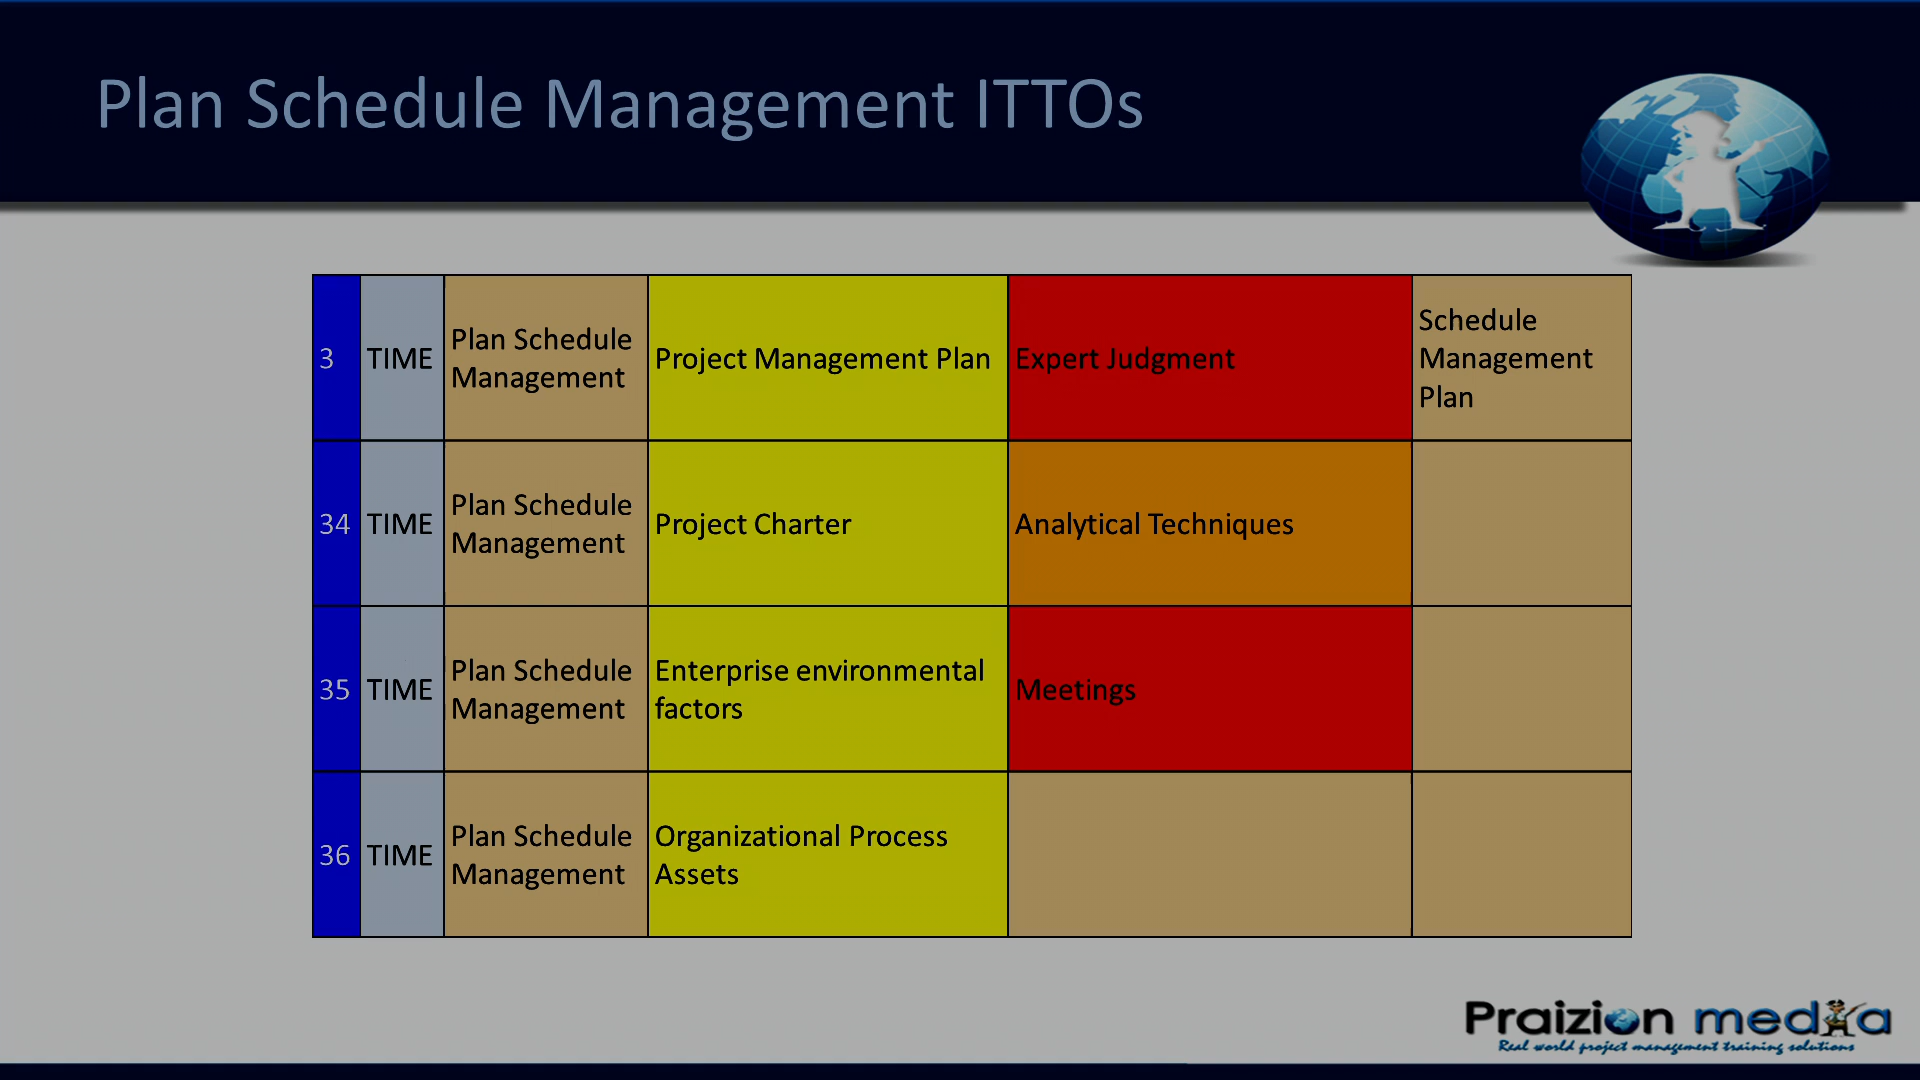 Plan Schedule Management ITTOs
3 TIME Plan Schedule Management Project Management Plan Expert Judgment Schedule Management Plan
34 TIME Plan Schedule Management Project Charter Analytical Techniques
35 TIME Plan Schedule Management Enterprise environmental factors Meetings
36 TIME Plan Schedule Management Organizational Process Assets
Praizion media
Real world project management training solutions